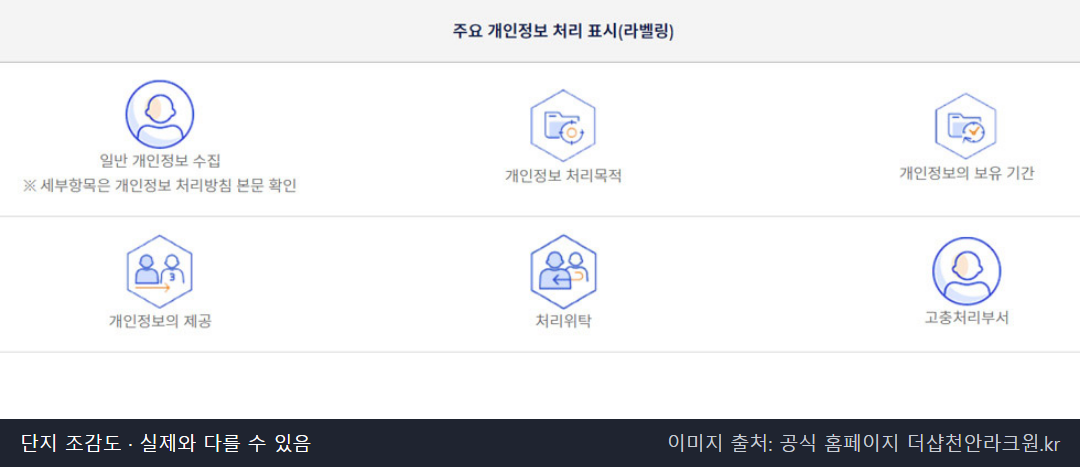 주요 개인정보 처리 표시(라벨링)
일반 개인정보 수집
※ 세부항목은 개인정보 처리방침 본문 확인
개인정보 처리목적
개인정보의 보유 기간
3
개인정보의 제공
처리위탁
고충처리부서
단지 조감도 · 실제와 다를 수 있음
이미지 출처: 공식 홈페이지 더샵천안라크원.kr